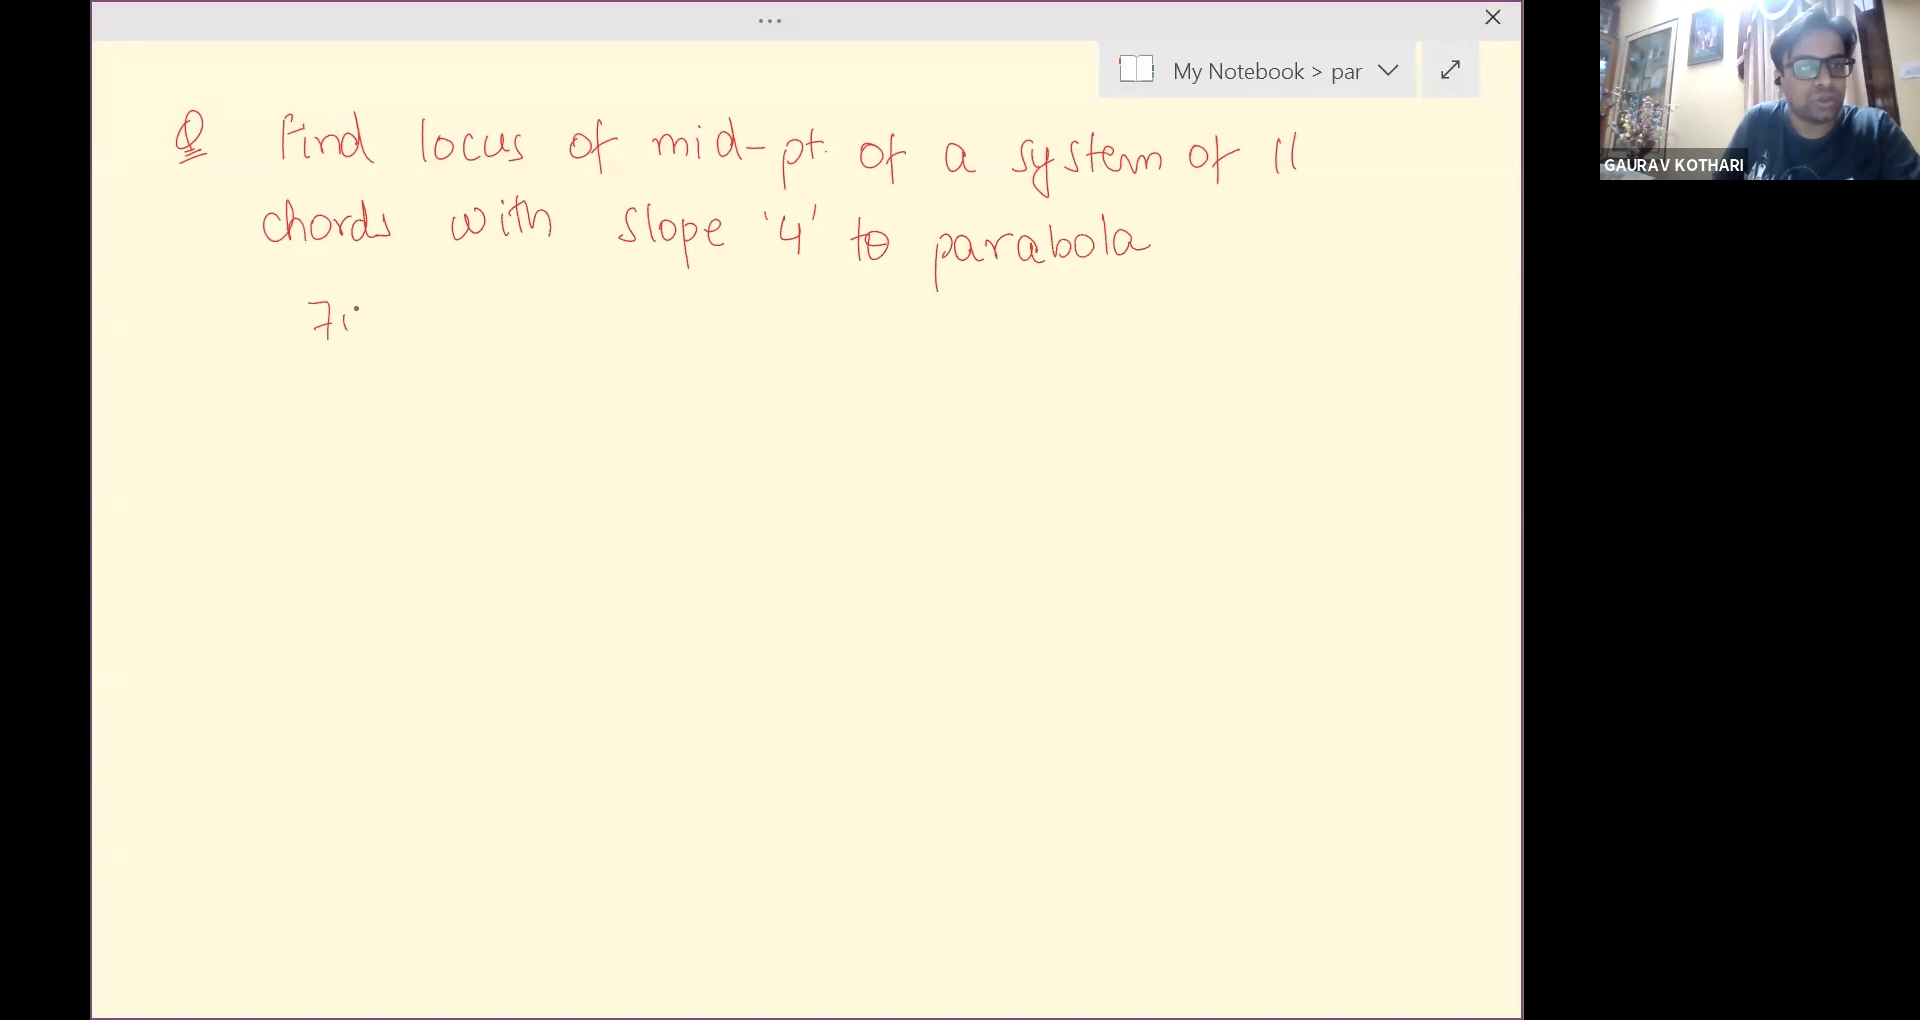 My Notebook > par
Q Find locus of mid-pt. of a system of ||
chords with slope '4' to parabola
7
GAURAV KOTHARI